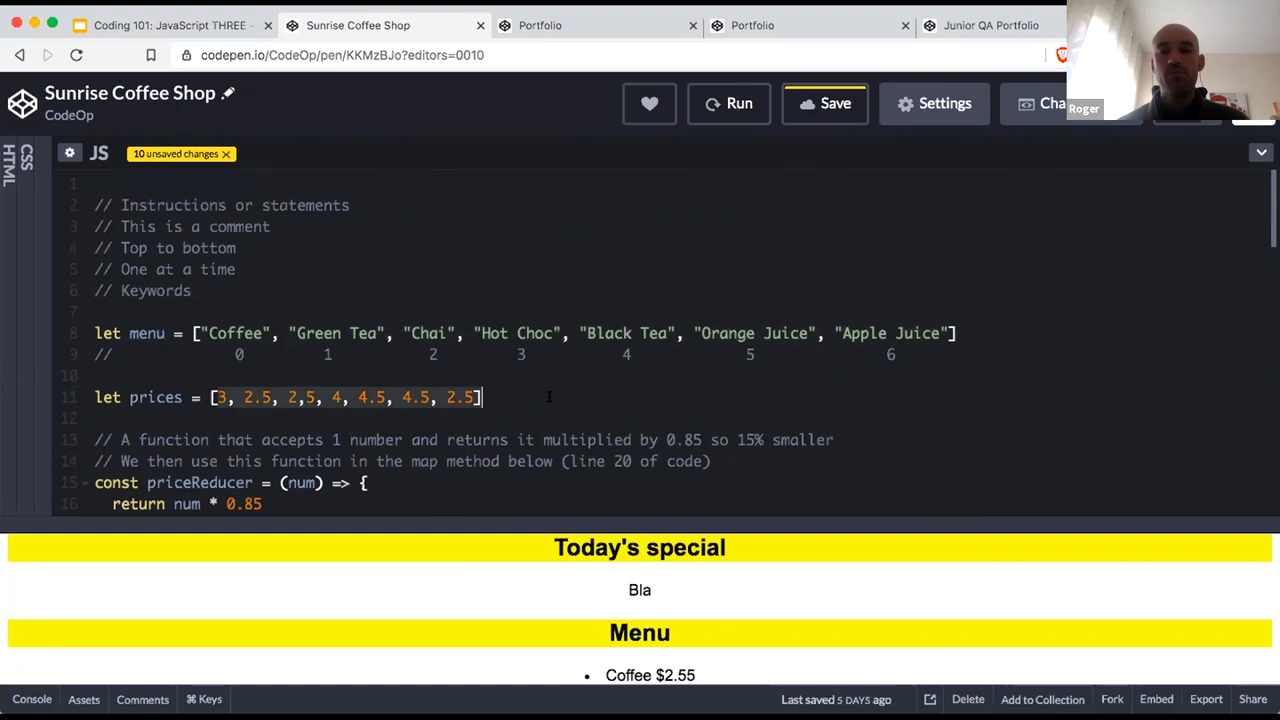 Coding 101: JavaScript THREE -
Sunrise Coffee Shop
Portfolio
Portfolio
Junior QA Portfolio
codepen.io/CodeOp/pen/KKMzBJo?editors=0010
Roger
Sunrise Coffee Shop
CodeOp
Run
Save
Settings
Cha
HTML
CSS
JS
10 unsaved changes
1
2 // Instructions or statements
3 // This is a comment
4 // Top to bottom
5 // One at a time
6 // Keywords
7
8 let menu = ["Coffee", "Green Tea", "Chai", "Hot Choc", "Black Tea", "Orange Juice", "Apple Juice"]
9 // 0 1 2 3 4 5 6
10
11 let prices = [3, 2.5, 2,5, 4, 4.5, 4.5, 2.5]
12
13 // A function that accepts 1 number and returns it multiplied by 0.85 so 15% smaller
14 // We then use this function in the map method below (line 20 of code)
15 const priceReducer = (num) => {
16 return num * 0.85
Today's special
Bla
Menu
• Coffee $2.55
Console
Assets
Comments
⌘ Keys
Last saved 5 DAYS ago
Delete
Add to Collection
Fork
Embed
Export
Share